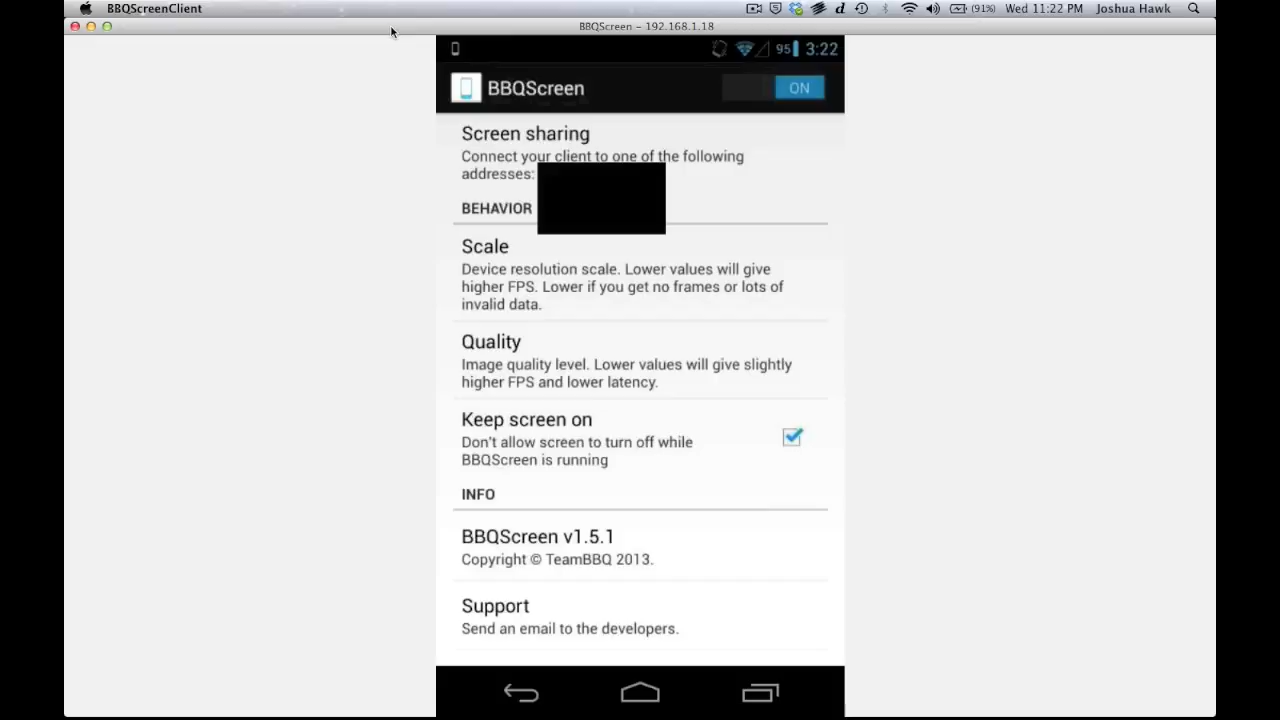 BBQScreenClient
(91%) Wed 11:22 PM Joshua Hawk
BBQScreen – 192.168.1.18
95 3:22
BBQScreen
ON
Screen sharing
Connect your client to one of the following
addresses:
BEHAVIOR
Scale
Device resolution scale. Lower values will give
higher FPS. Lower if you get no frames or lots of
invalid data.
Quality
Image quality level. Lower values will give slightly
higher FPS and lower latency.
Keep screen on
Don't allow screen to turn off while
BBQScreen is running
INFO
BBQScreen v1.5.1
Copyright © TeamBBQ 2013.
Support
Send an email to the developers.